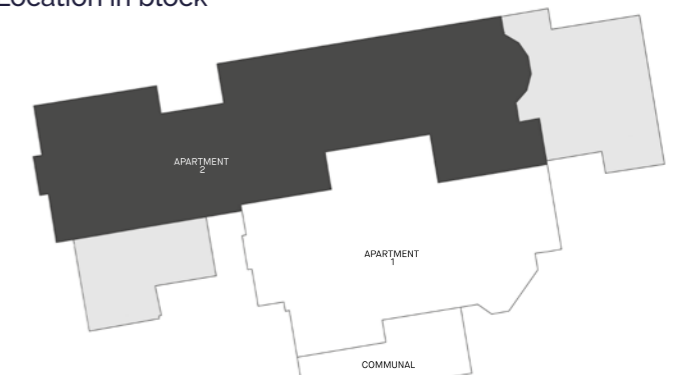 Location in block
APARTMENT
2
APARTMENT
1
COMMUNAL